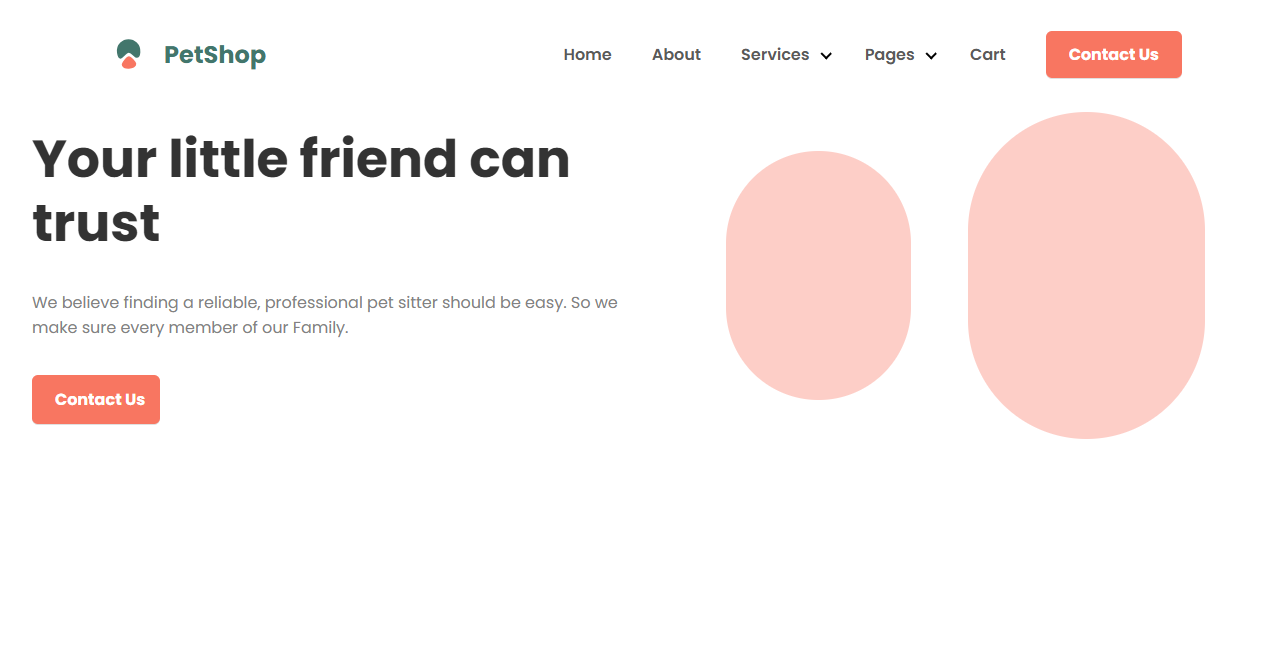 PetShop
Home About Services Pages Cart Contact Us
Your little friend can
trust
We believe finding a reliable, professional pet sitter should be easy. So we
make sure every member of our Family.
Contact Us